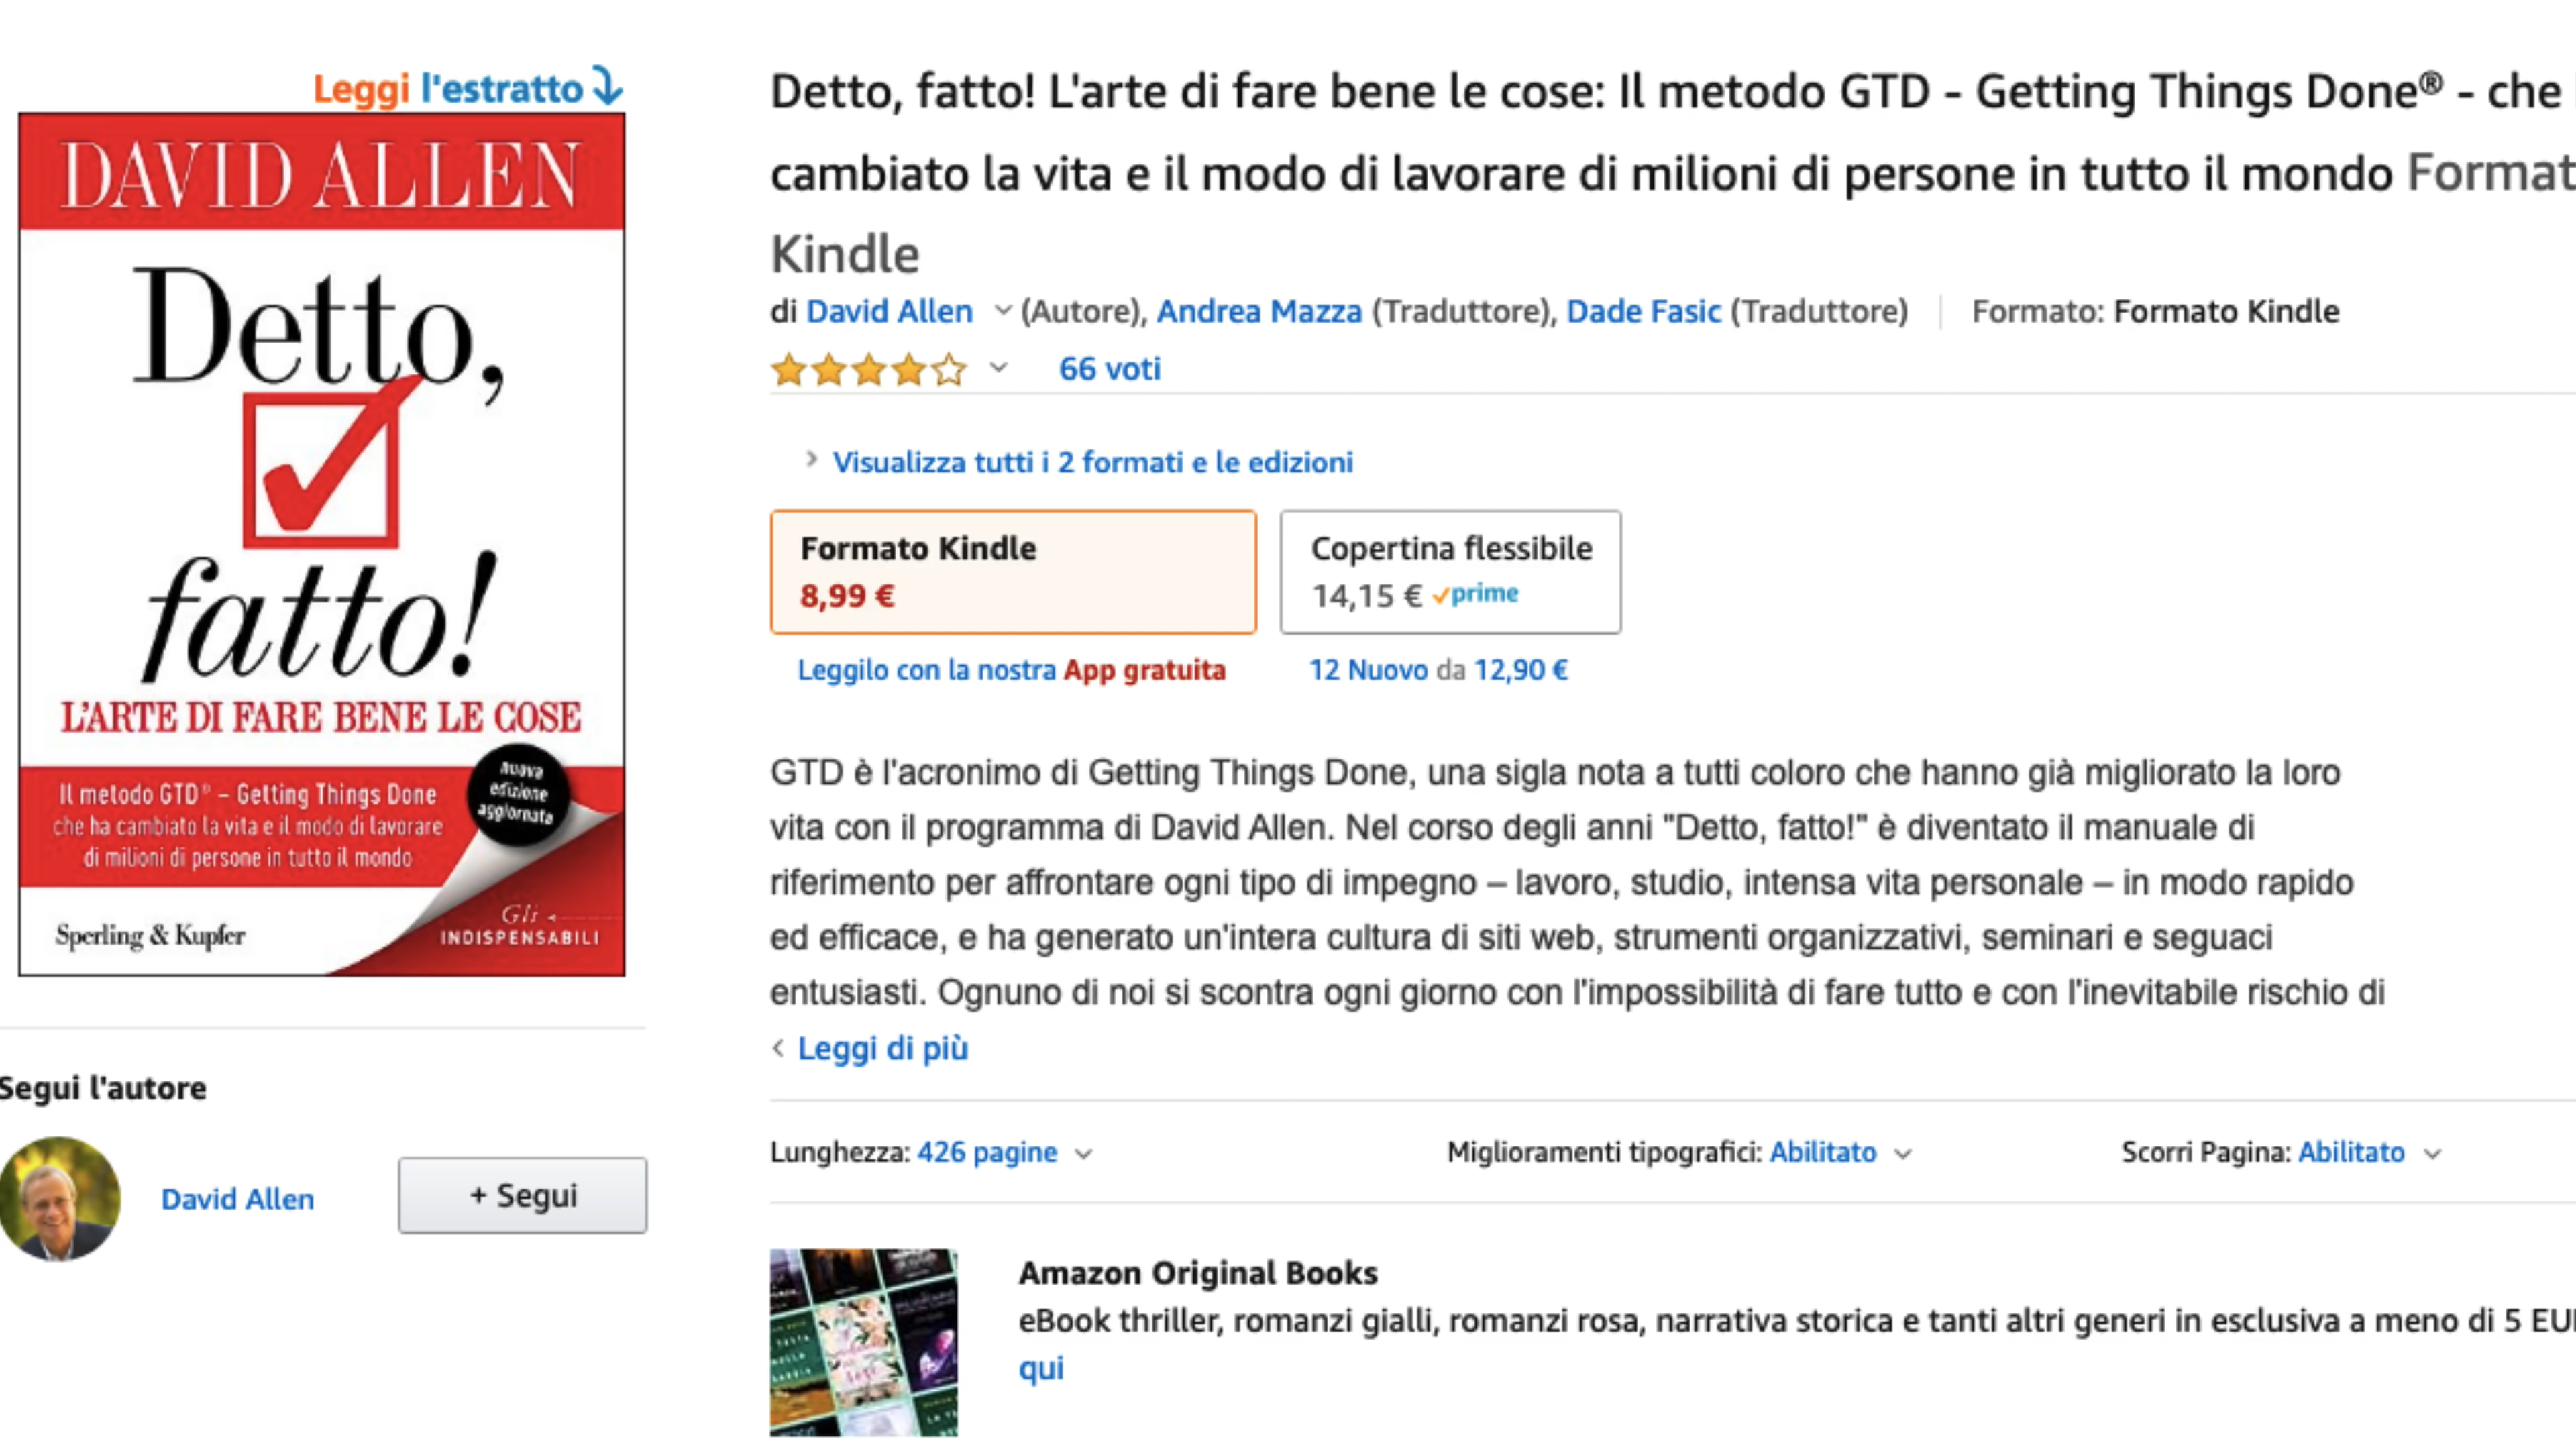 Leggi l'estratto
DAVID ALLEN
Detto,
fatto!
L'ARTE DI FARE BENE LE COSE
Il metodo GTD® – Getting Things Done
che ha cambiato la vita e il modo di lavorare
di milioni di persone in tutto il mondo
nuova
edizione
aggiornata
Sperling & Kupfer
Gli
INDISPENSABILI
Segui l'autore
David Allen
+ Segui
Detto, fatto! L'arte di fare bene le cose: Il metodo GTD - Getting Things Done® - che
cambiato la vita e il modo di lavorare di milioni di persone in tutto il mondo Format
Kindle
di David Allen (Autore), Andrea Mazza (Traduttore), Dade Fasic (Traduttore) Formato: Formato Kindle
66 voti
Visualizza tutti i 2 formati e le edizioni
Formato Kindle
8,99 €
Leggilo con la nostra App gratuita
Copertina flessibile
14,15 € prime
12 Nuovo da 12,90 €
GTD è l'acronimo di Getting Things Done, una sigla nota a tutti coloro che hanno già migliorato la loro
vita con il programma di David Allen. Nel corso degli anni "Detto, fatto!" è diventato il manuale di
riferimento per affrontare ogni tipo di impegno – lavoro, studio, intensa vita personale – in modo rapido
ed efficace, e ha generato un'intera cultura di siti web, strumenti organizzativi, seminari e seguaci
entusiasti. Ognuno di noi si scontra ogni giorno con l'impossibilità di fare tutto e con l'inevitabile rischio di
Leggi di più
Lunghezza: 426 pagine Miglioramenti tipografici: Abilitato Scorri Pagina: Abilitato
Amazon Original Books
eBook thriller, romanzi gialli, romanzi rosa, narrativa storica e tanti altri generi in esclusiva a meno di 5 EU
qui